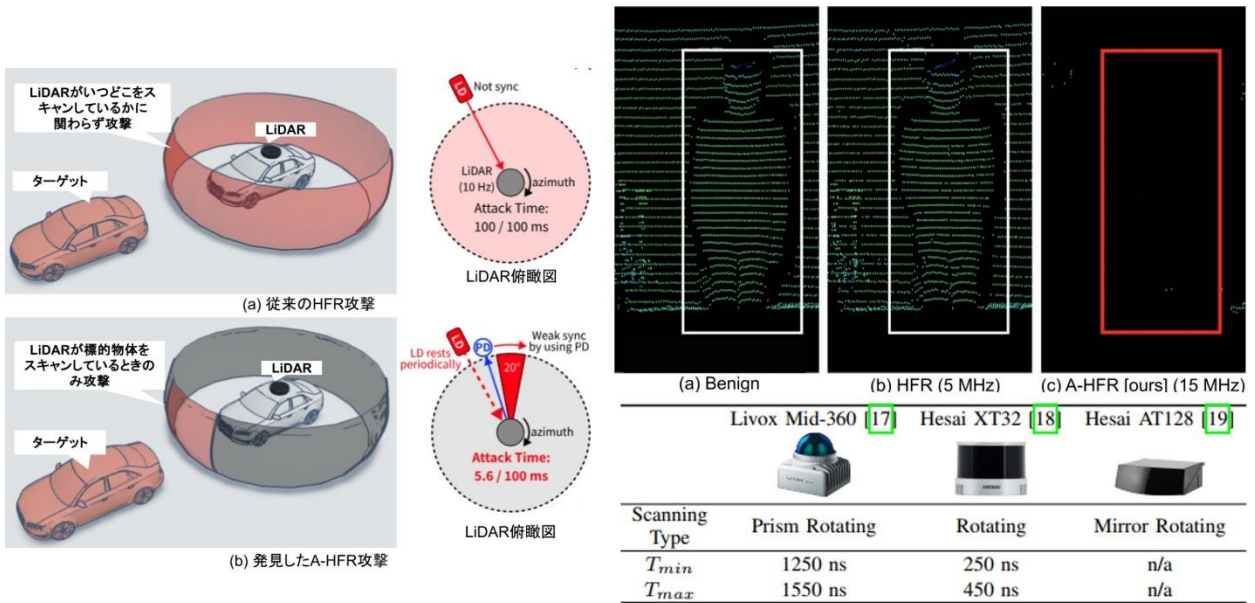 LiDARがいつどこをス
キャンしているかに
関わらず攻撃
LiDAR
ターゲット
(a) 従来のHFR攻撃
LD
Not sync
LiDAR
(10 Hz)
azimuth
Attack Time:
100 / 100 ms
LiDAR俯瞰図
LiDARが標的物体を
スキャンしているときの
み攻撃
LiDAR
ターゲット
(b) 発見したA-HFR攻撃
LD
PD
Weak sync
by using PD
LD rests
periodically
20°
azimuth
Attack Time:
5.6 / 100 ms
LiDAR俯瞰図
(a) Benign
(b) HFR (5 MHz)
(c) A-HFR [ours] (15 MHz)
Livox Mid-360 [17] Hesai XT32 [18] Hesai AT128 [19]
Scanning
Type
Prism Rotating Rotating Mirror Rotating
Tmin 1250 ns 250 ns n/a
Tmax 1550 ns 450 ns n/a